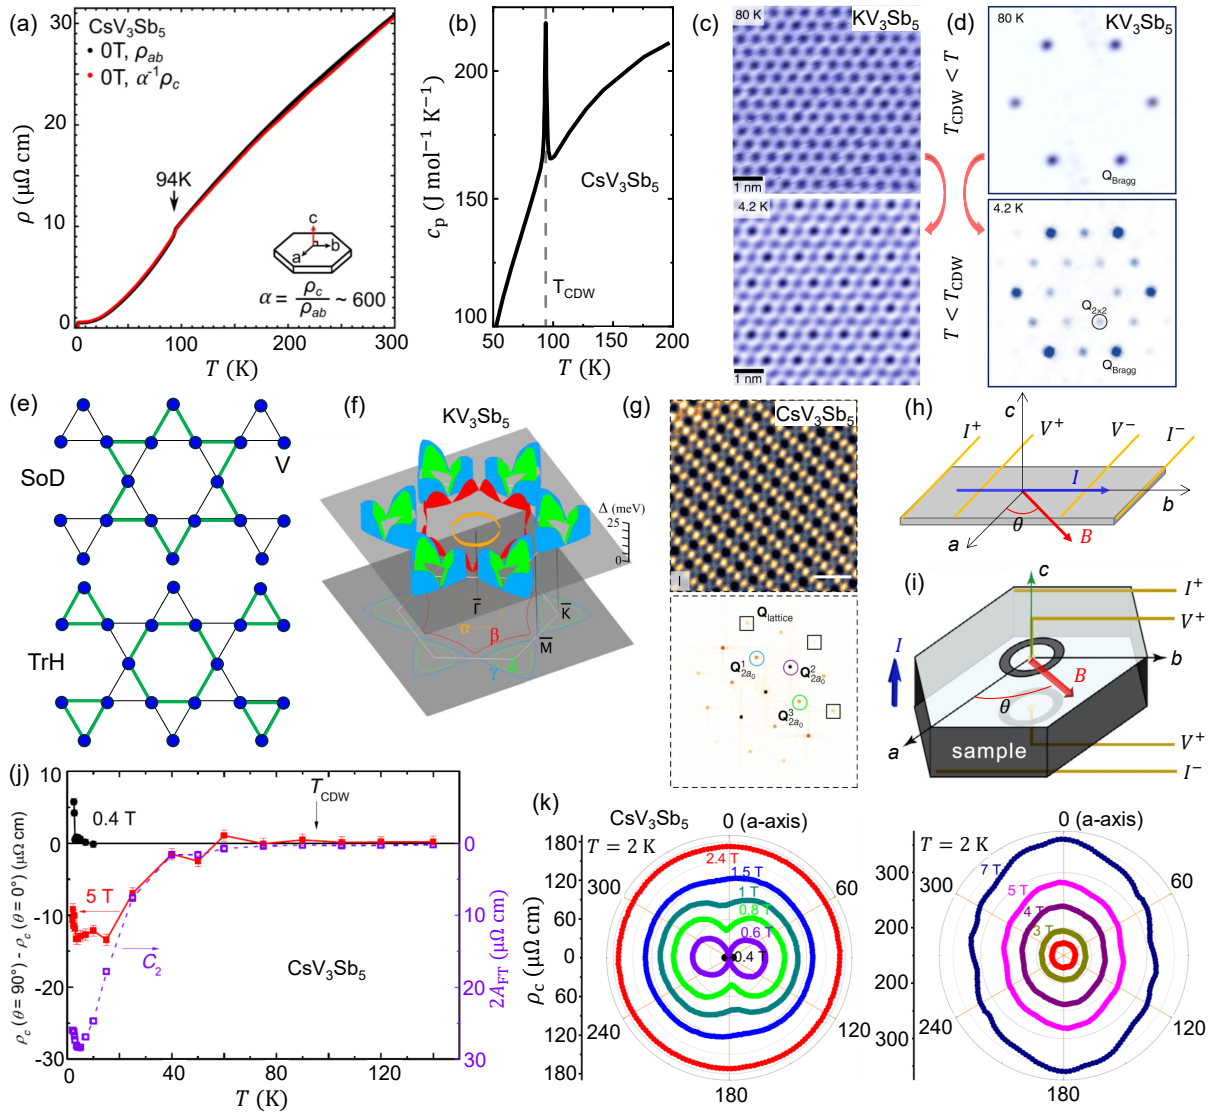 (a)
CsV₃Sb₅
0T, ρab
0T, α⁻¹ρc
94K
c
a
b
α = ρc/ρab ~ 600
ρ (μΩ cm)
30
20
10
0
0
100
200
300
T (K)
(b)
200
150
100
cp (J mol⁻¹ K⁻¹)
CsV₃Sb₅
TCDW
50
100
150
200
T (K)
(c)
80 K
KV₃Sb₅
1 nm
4.2 K
1 nm
(d)
80 K
KV₃Sb₅
TCDW < T
QBragg
T < TCDW
4.2 K
Q2×2
QBragg
(e)
SoD
V
TrH
(f)
KV₃Sb₅
Δ (meV)
25
0
Γ̅
K̅
M̅
α
β
γ
δ
(g)
CsV₃Sb₅
I
Qlattice
Q¹2a₀
Q²2a₀
Q³2a₀
(h)
c
I⁺
V⁺
V⁻
I⁻
I
b
a
θ
B
(i)
c
I⁺
V⁺
I
b
B
θ
a
sample
V⁺
I⁻
(j)
ρc (θ = 90°) - ρc (θ = 0°) (μΩ cm)
10
0
-10
-20
-30
0.4 T
TCDW
5 T
C₂
CsV₃Sb₅
0
10
20
30
2AFT (μΩ cm)
0
40
80
120
T (K)
(k)
CsV₃Sb₅
T = 2 K
0 (a-axis)
ρc (μΩ cm)
180
120
60
0
60
120
180
300
60
240
120
180
2.4 T
1.5 T
1 T
0.8 T
0.6 T
0.4 T
T = 2 K
0 (a-axis)
300
200
200
300
300
60
240
120
180
7 T
5 T
4 T
3 T